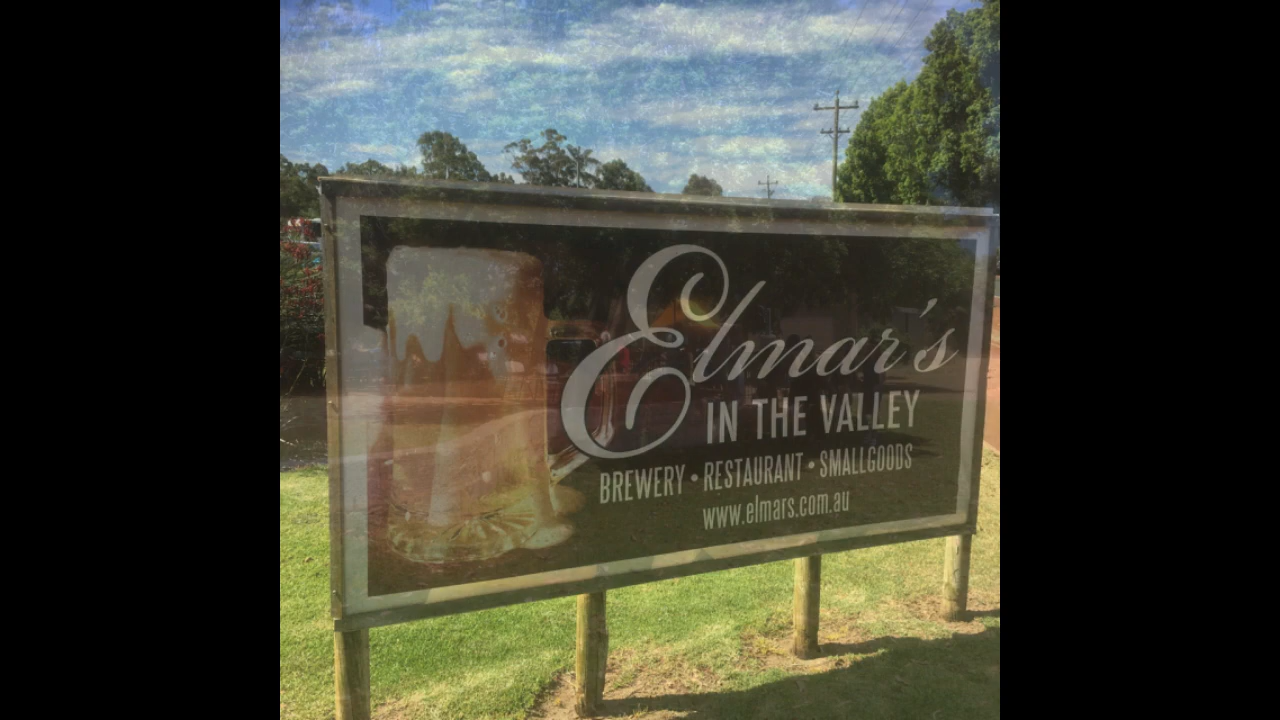 Elmar's
IN THE VALLEY
BREWERY • RESTAURANT • SMALLGOODS
www.elmars.com.au